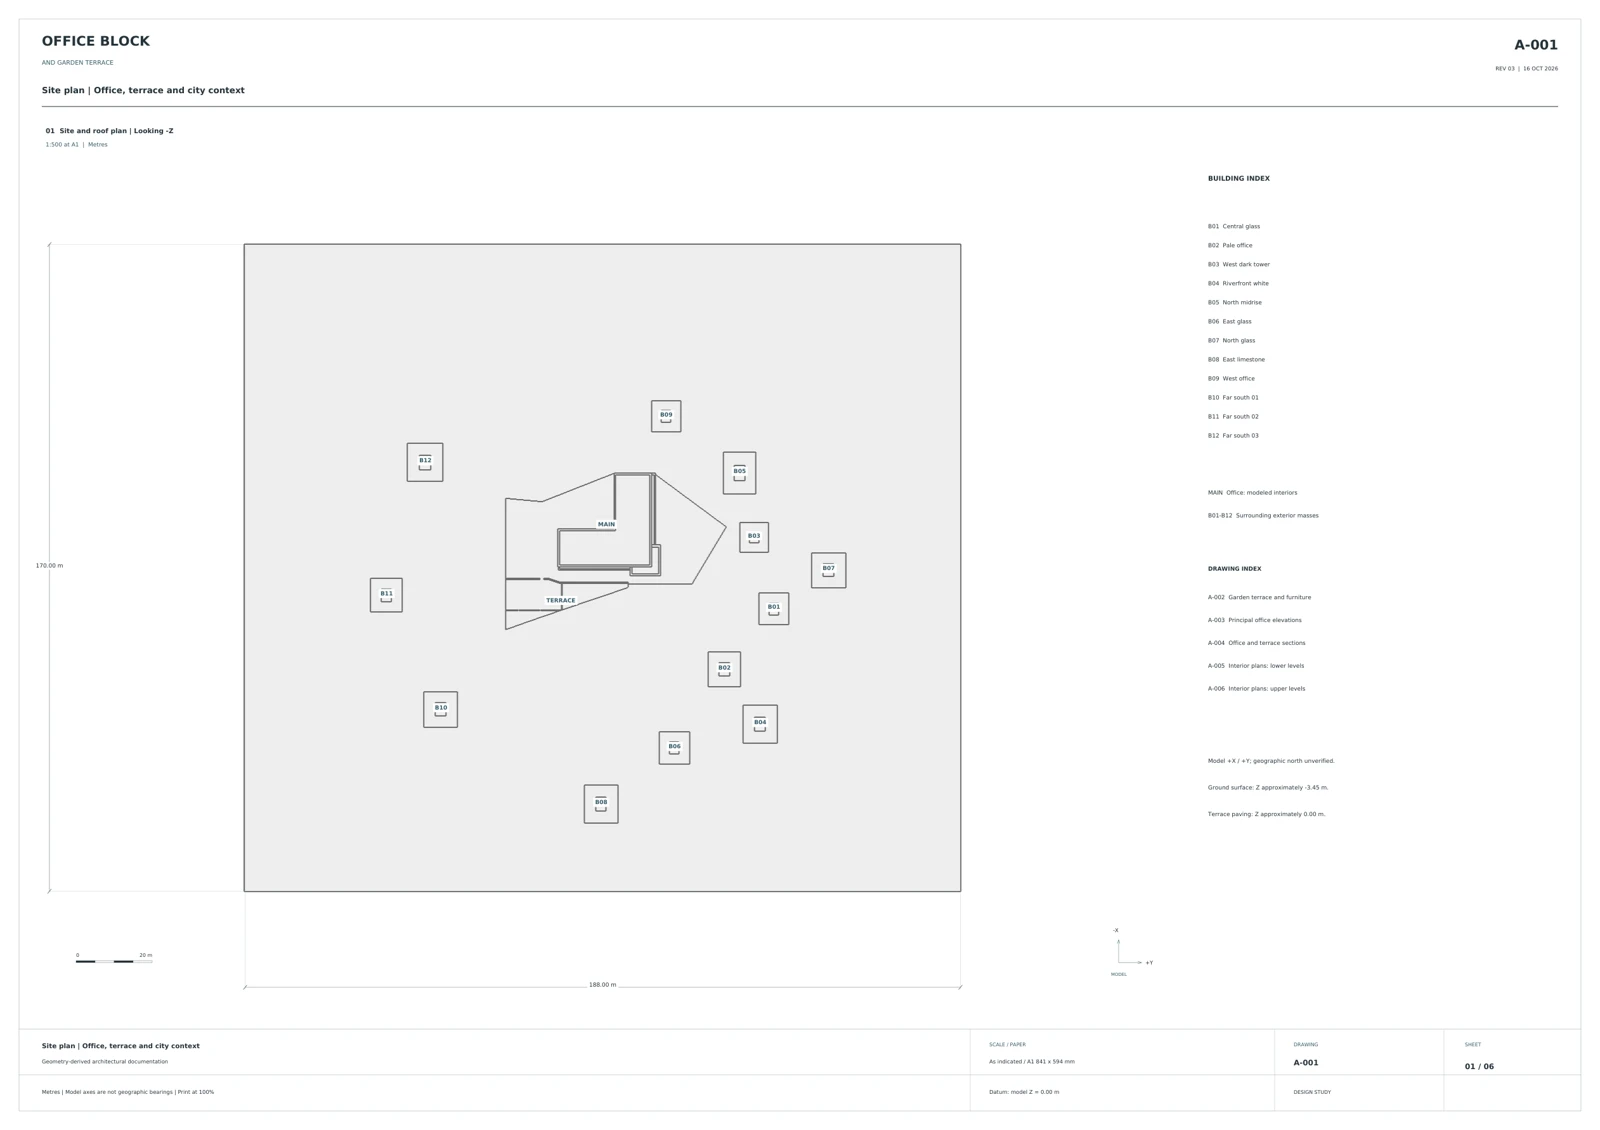 OFFICE BLOCK
AND GARDEN TERRACE
A-001
REV 03 | 16 OCT 2026
Site plan | Office, terrace and city context
01 Site and roof plan | Looking -Z
1:500 at A1 | Metres
BUILDING INDEX
B01 Central glass
B02 Pale office
B03 West dark tower
B04 Riverfront white
B05 North midrise
B06 East glass
B07 North glass
B08 East limestone
B09 West office
B10 Far south 01
B11 Far south 02
B12 Far south 03
MAIN Office: modeled interiors
B01-B12 Surrounding exterior masses
DRAWING INDEX
A-002 Garden terrace and furniture
A-003 Principal office elevations
A-004 Office and terrace sections
A-005 Interior plans: lower levels
A-006 Interior plans: upper levels
Model +X / +Y; geographic north unverified.
Ground surface: Z approximately -3.45 m.
Terrace paving: Z approximately 0.00 m.
B09
B12
B05
MAIN
B03
170.00 m
B07
B11
TERRACE
B01
B02
B10
B04
B06
B08
-X
+Y
MODEL
0 20 m
188.00 m
Site plan | Office, terrace and city context
Geometry-derived architectural documentation
Metres | Model axes are not geographic bearings | Print at 100%
SCALE / PAPER
As indicated / A1 841 x 594 mm
Datum: model Z = 0.00 m
DRAWING
A-001
DESIGN STUDY
SHEET
01 / 06